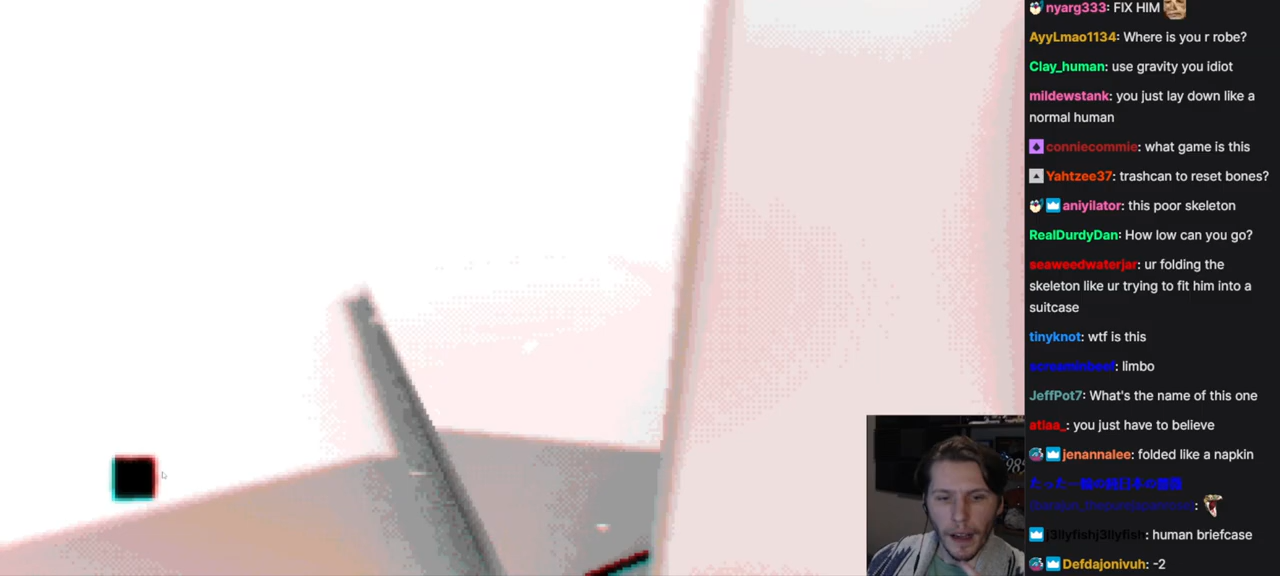 nyarg333: FIX HIM
AyyLmao1134: Where is you r robe?
Clay_human: use gravity you idiot
mildewstank: you just lay down like a
normal human
conniecommie: what game is this
Yahtzee37: trashcan to reset bones?
aniyilator: this poor skeleton
RealDurdyDan: How low can you go?
seaweedwaterjar: ur folding the
skeleton like ur trying to fit him into a
suitcase
tinyknot: wtf is this
screaminbeef: limbo
JeffPot7: What's the name of this one
atlaa_: you just have to believe
jenannalee: folded like a napkin
:
j3llyfishj3llyfish: human briefcase
Defdajonivuh: -2